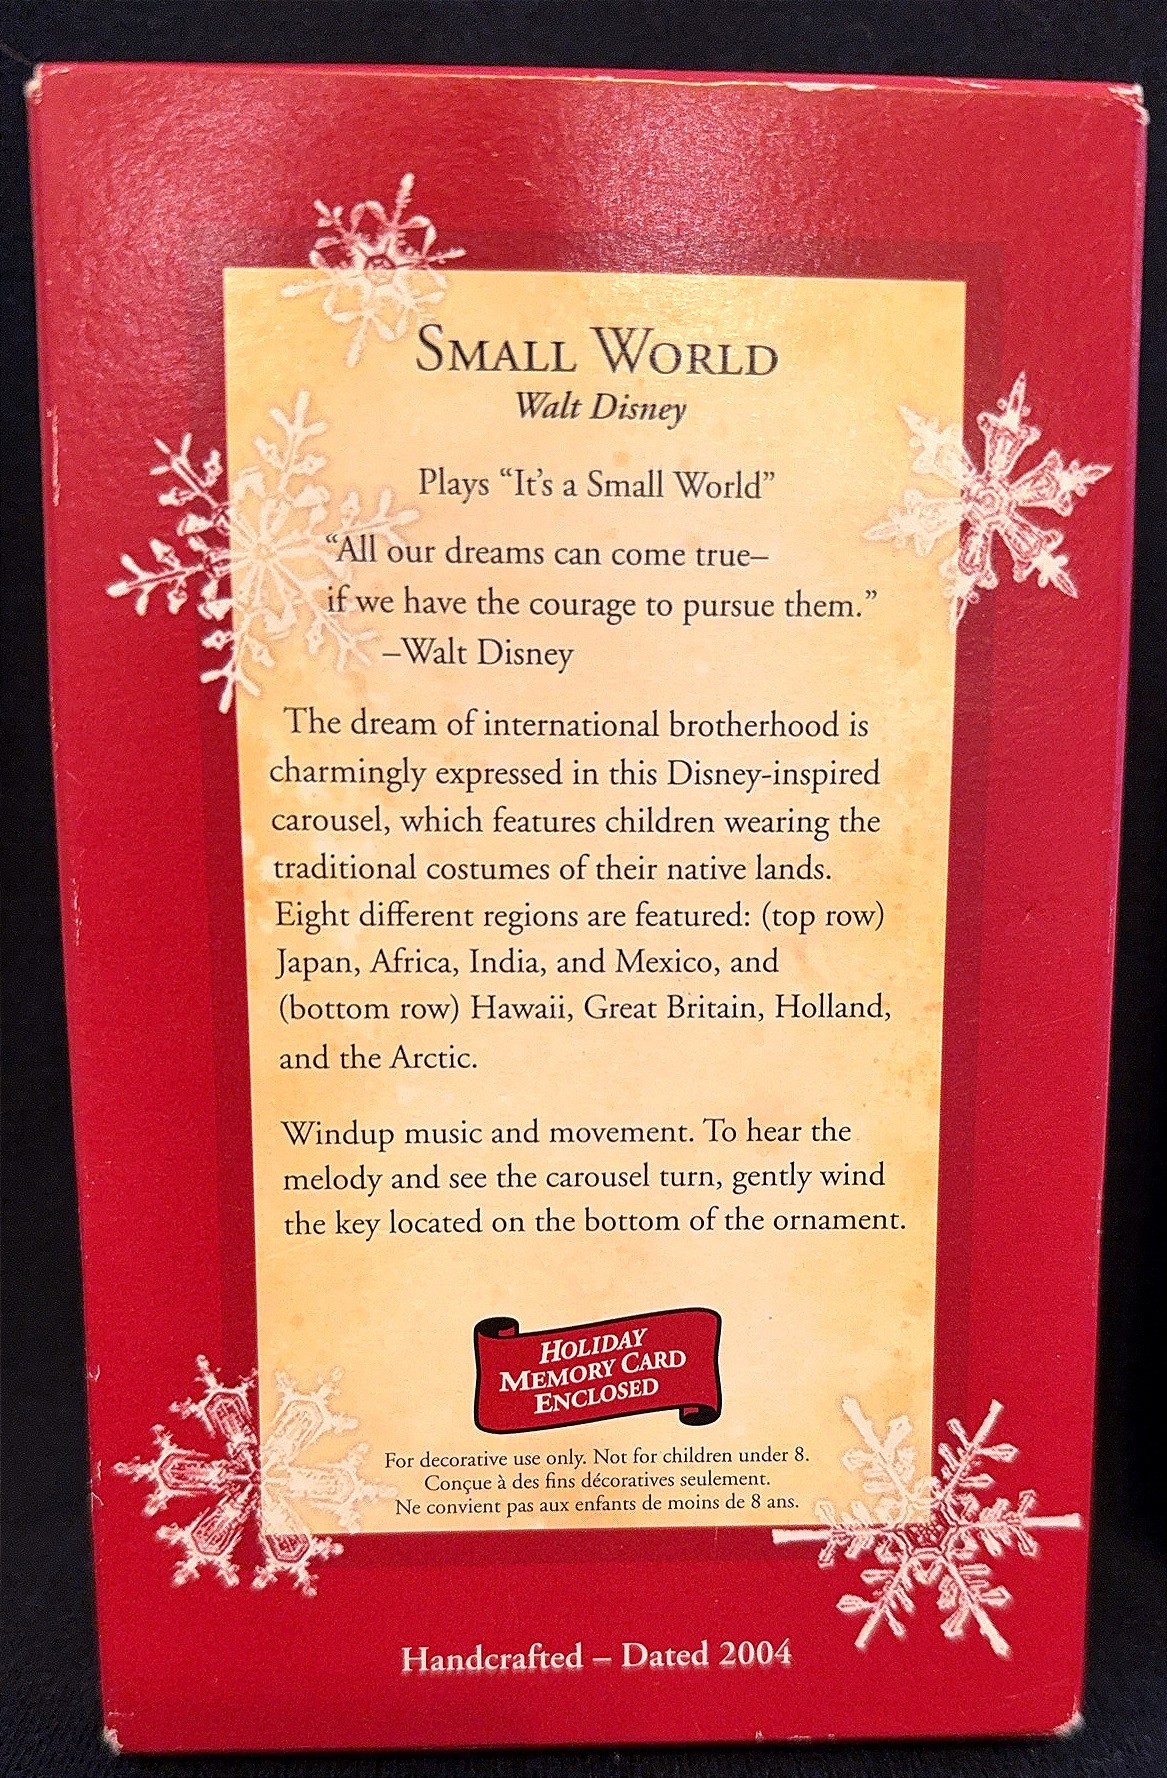 SMALL WORLD
Walt Disney
Plays “It’s a Small World”
“All our dreams can come true–
if we have the courage to pursue them.”
–Walt Disney
The dream of international brotherhood is
charmingly expressed in this Disney-inspired
carousel, which features children wearing the
traditional costumes of their native lands.
Eight different regions are featured: (top row)
Japan, Africa, India, and Mexico, and
(bottom row) Hawaii, Great Britain, Holland,
and the Arctic.
Windup music and movement. To hear the
melody and see the carousel turn, gently wind
the key located on the bottom of the ornament.
HOLIDAY
MEMORY CARD
ENCLOSED
For decorative use only. Not for children under 8.
Conçue à des fins décoratives seulement.
Ne convient pas aux enfants de moins de 8 ans.
Handcrafted – Dated 2004